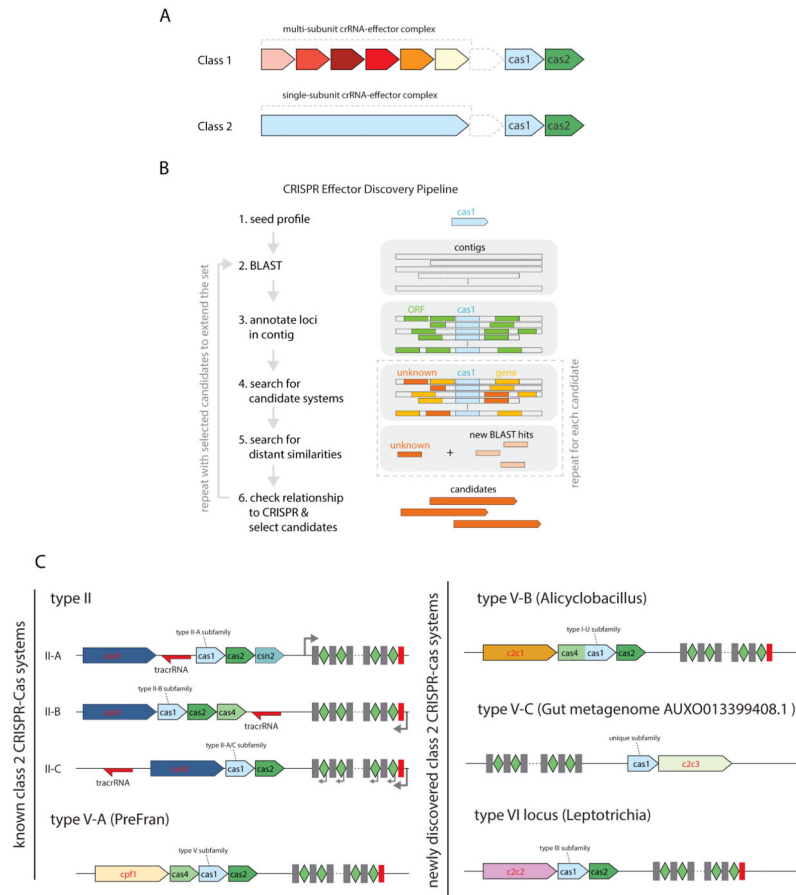 A
multi-subunit crRNA-effector complex
Class 1
cas1
cas2
single-subunit crRNA-effector complex
Class 2
cas1
cas2
B
CRISPR Effector Discovery Pipeline
1. seed profile
cas1
2. BLAST
contigs
3. annotate loci
in contig
ORF
cas1
4. search for
candidate systems
unknown
cas1
gene
5. search for
distant similarities
unknown
+
new BLAST hits
6. check relationship
to CRISPR &
select candidates
candidates
repeat with selected candidates to extend the set
repeat for each candidate
C
known class 2 CRISPR-Cas systems
type II
II-A
type II-A subfamily
cas1
cas2
csn2
tracrRNA
type II-B subfamily
II-B
cas1
cas2
cas4
tracrRNA
type II-A/C subfamily
II-C
cas1
cas2
tracrRNA
type V-A (PreFran)
type V subfamily
cpf1
cas4
cas1
cas2
newly discovered class 2 CRISPR-Cas systems
type V-B (Alicyclobacillus)
type I-U
subfamily
c2c1
cas4
cas1
cas2
type V-C (Gut metagenome AUXO013399408.1 )
unique subfamily
cas1
c2c3
type VI locus (Leptotrichia)
type III subfamily
c2c2
cas1
cas2